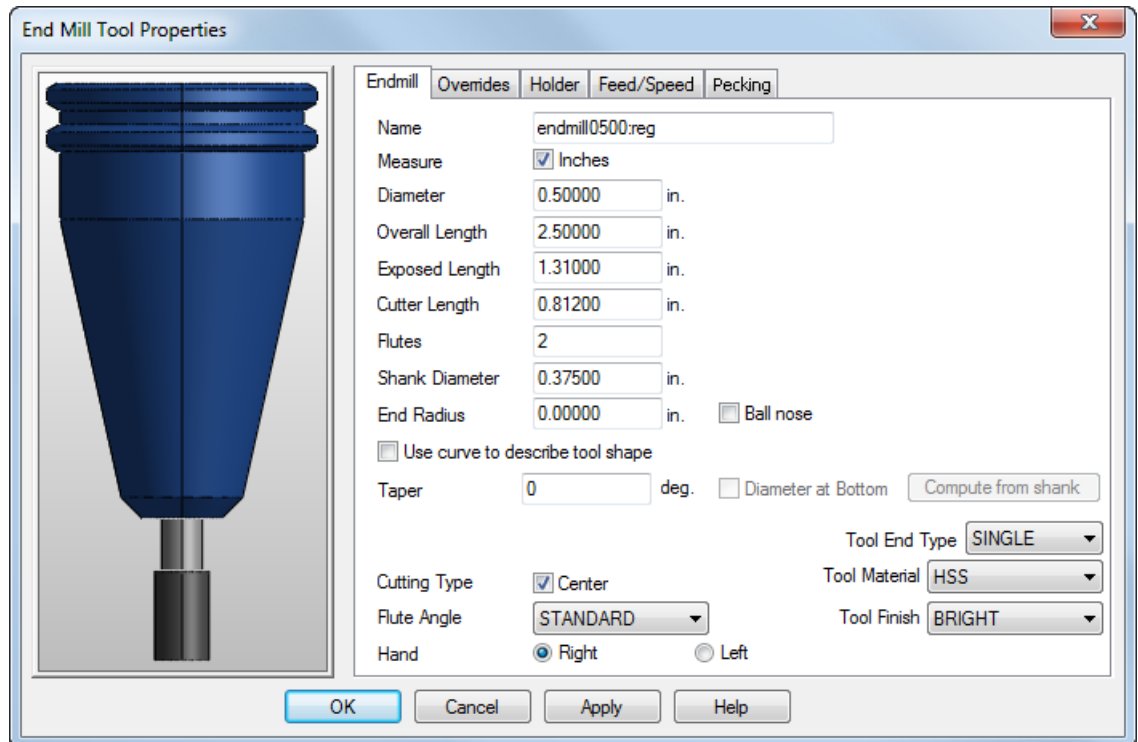 End Mill Tool Properties
Endmill Overrides Holder Feed/Speed Pecking
Name endmill0500:reg
Measure Inches
Diameter 0.50000 in.
Overall Length 2.50000 in.
Exposed Length 1.31000 in.
Cutter Length 0.81200 in.
Flutes 2
Shank Diameter 0.37500 in.
End Radius 0.00000 in. Ball nose
Use curve to describe tool shape
Taper 0 deg. Diameter at Bottom Compute from shank
Tool End Type SINGLE
Cutting Type Center Tool Material HSS
Flute Angle STANDARD Tool Finish BRIGHT
Hand Right Left
OK Cancel Apply Help